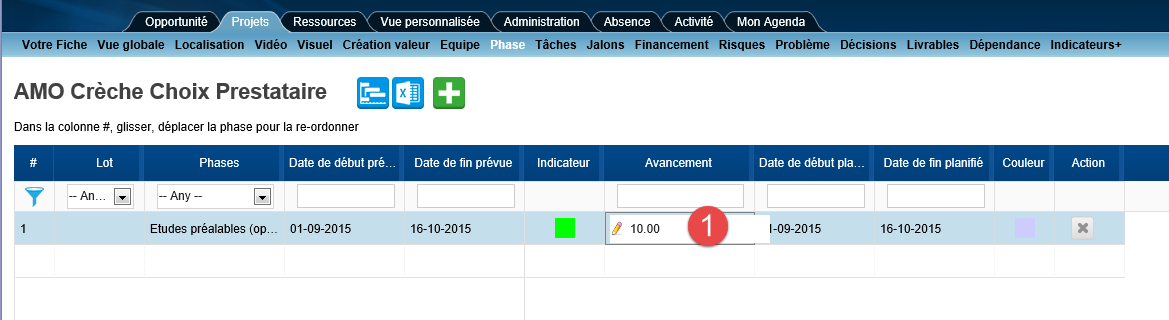 Opportunité Projets Ressources Vue personnalisée Administration Absence Activité Mon Agenda
Votre Fiche Vue globale Localisation Vidéo Visuel Création valeur Equipe Phase Tâches Jalons Financement Risques Problème Décisions Livrables Dépendance Indicateurs+
AMO Crèche Choix Prestataire
Dans la colonne #, glisser, déplacer la phase pour la re-ordonner
# Lot Phases Date de début pré... Date de fin prévue Indicateur Avancement Date de début pla... Date de fin planifié Couleur Action
-- An... -- Any --
1 Etudes préalables (op... 01-09-2015 16-10-2015 10.00 1 1-09-2015 16-10-2015